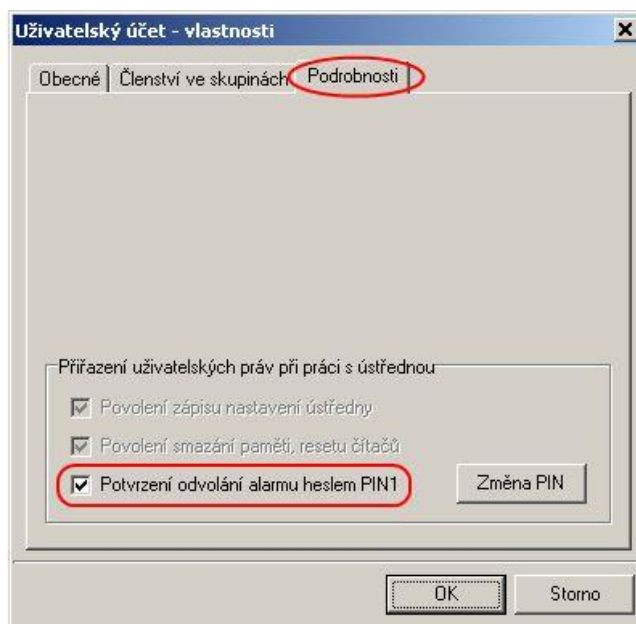 Uživatelský účet - vlastnosti
Obecné Členství ve skupinách Podrobnosti
Přiřazení uživatelských práv při práci s ústřednou
Povolení zápisu nastavení ústředny
Povolení smazání paměti, resetu čítačů
Potvrzení odvolání alarmu heslem PIN1
Změna PIN
OK Storno